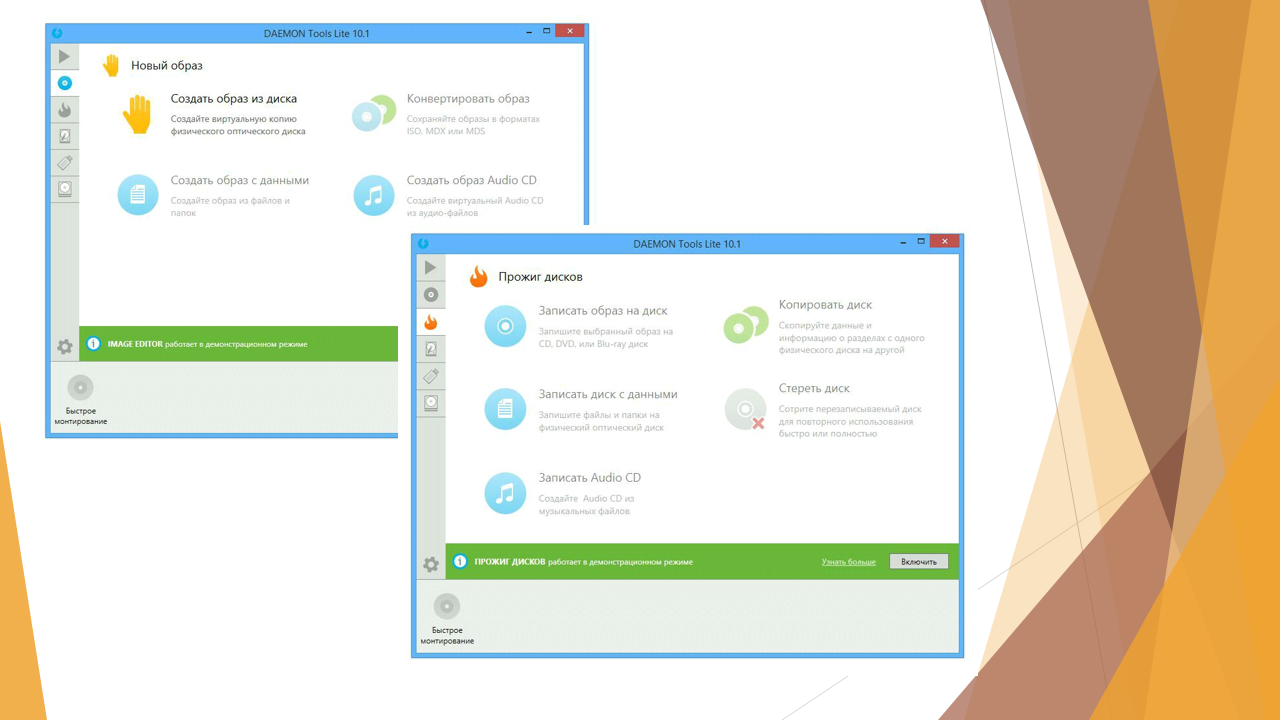 DAEMON Tools Lite 10.1
Новый образ
Создать образ из диска
Создайте виртуальную копию
физического оптического диска
Конвертировать образ
Сохраняйте образы в форматах
ISO, MDX или MDS
Создать образ с данными
Создайте образ из файлов и
папок
Создать образ Audio CD
Создайте виртуальный Audio CD
из аудио-файлов
IMAGE EDITOR работает в демонстрационном режиме
Быстрое
монтирование
DAEMON Tools Lite 10.1
Прожиг дисков
Записать образ на диск
Запишите выбранный образ на
CD, DVD, или Blu-ray диск
Копировать диск
Скопируйте данные и
информацию о разделах с одного
физического диска на другой
Записать диск с данными
Запишите файлы и папки на
физический оптический диск
Стереть диск
Сотрите перезаписываемый диск
для повторного использования
быстро или полностью
Записать Audio CD
Создайте Audio CD из
музыкальных файлов
ПРОЖИГ ДИСКОВ работает в демонстрационном режиме
Узнать больше
Включить
Быстрое
монтирование